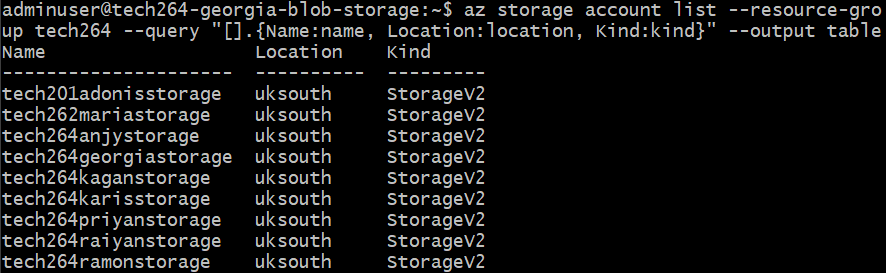 adminuser@tech264-georgia-blob-storage:~$ az storage account list --resource-gro
up tech264 --query "[].{Name:name, Location:location, Kind:kind}" --output table
Name                    Location    Kind
----------------------  ----------  ---------
tech201adonisstorage    uksouth     StorageV2
tech262mariastorage     uksouth     StorageV2
tech264anjystorage      uksouth     StorageV2
tech264georgiastorage   uksouth     StorageV2
tech264kaganstorage     uksouth     StorageV2
tech264karisstorage     uksouth     StorageV2
tech264priyanstorage    uksouth     StorageV2
tech264raiyanstorage    uksouth     StorageV2
tech264ramonstorage     uksouth     StorageV2